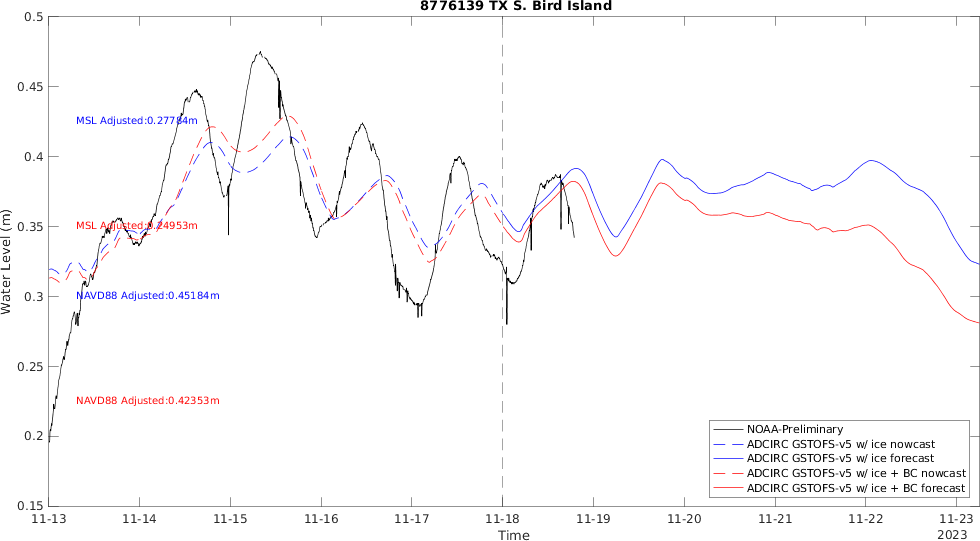 8776139 TX S. Bird Island
Water Level (m)
0.5
0.45
0.4
0.35
0.3
0.25
0.2
0.15
MSL Adjusted:0.27784m
MSL Adjusted:0.24953m
NAVD88 Adjusted:0.45184m
NAVD88 Adjusted:0.42353m
NOAA-Preliminary
ADCIRC GSTOFS-v5 w/ ice nowcast
ADCIRC GSTOFS-v5 w/ ice forecast
ADCIRC GSTOFS-v5 w/ ice + BC nowcast
ADCIRC GSTOFS-v5 w/ ice + BC forecast
11-13 11-14 11-15 11-16 11-17 11-18 11-19 11-20 11-21 11-22 11-23
Time
2023